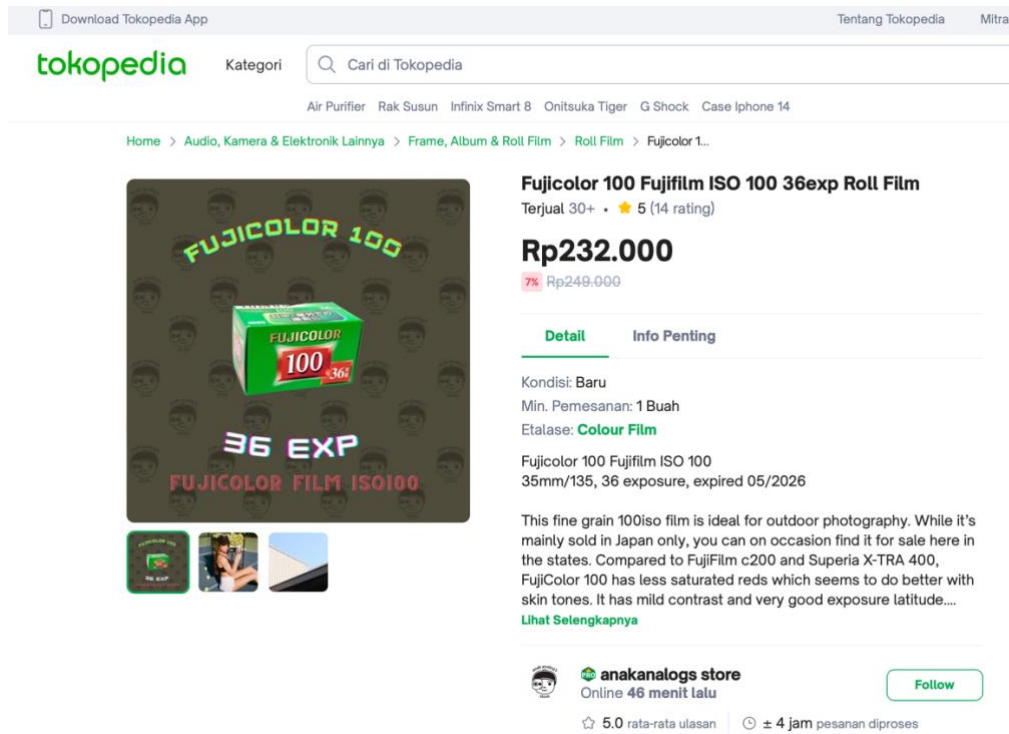 Download Tokopedia App
Tentang Tokopedia
Mitra
tokopedia
Kategori
Cari di Tokopedia
Air Purifier
Rak Susun
Infinix Smart 8
Onitsuka Tiger
G Shock
Case Iphone 14
Home > Audio, Kamera & Elektronik Lainnya > Frame, Album & Roll Film > Roll Film > Fujicolor 1...
FUJICOLOR 100
FUJICOLOR
100
36
36 EXP
FUJICOLOR FILM ISO100
Fujicolor 100 Fujifilm ISO 100 36exp Roll Film
Terjual 30+ • 5 (14 rating)
Rp232.000
7% Rp249.000
Detail
Info Penting
Kondisi: Baru
Min. Pemesanan: 1 Buah
Etalase: Colour Film
Fujicolor 100 Fujifilm ISO 100
35mm/135, 36 exposure, expired 05/2026
This fine grain 100iso film is ideal for outdoor photography. While it's
mainly sold in Japan only, you can on occasion find it for sale here in
the states. Compared to FujiFilm c200 and Superia X-TRA 400,
FujiColor 100 has less saturated reds which seems to do better with
skin tones. It has mild contrast and very good exposure latitude....
Lihat Selengkapnya
PRO anakanalogs store
Online 46 menit lalu
Follow
5.0 rata-rata ulasan
± 4 jam pesanan diproses